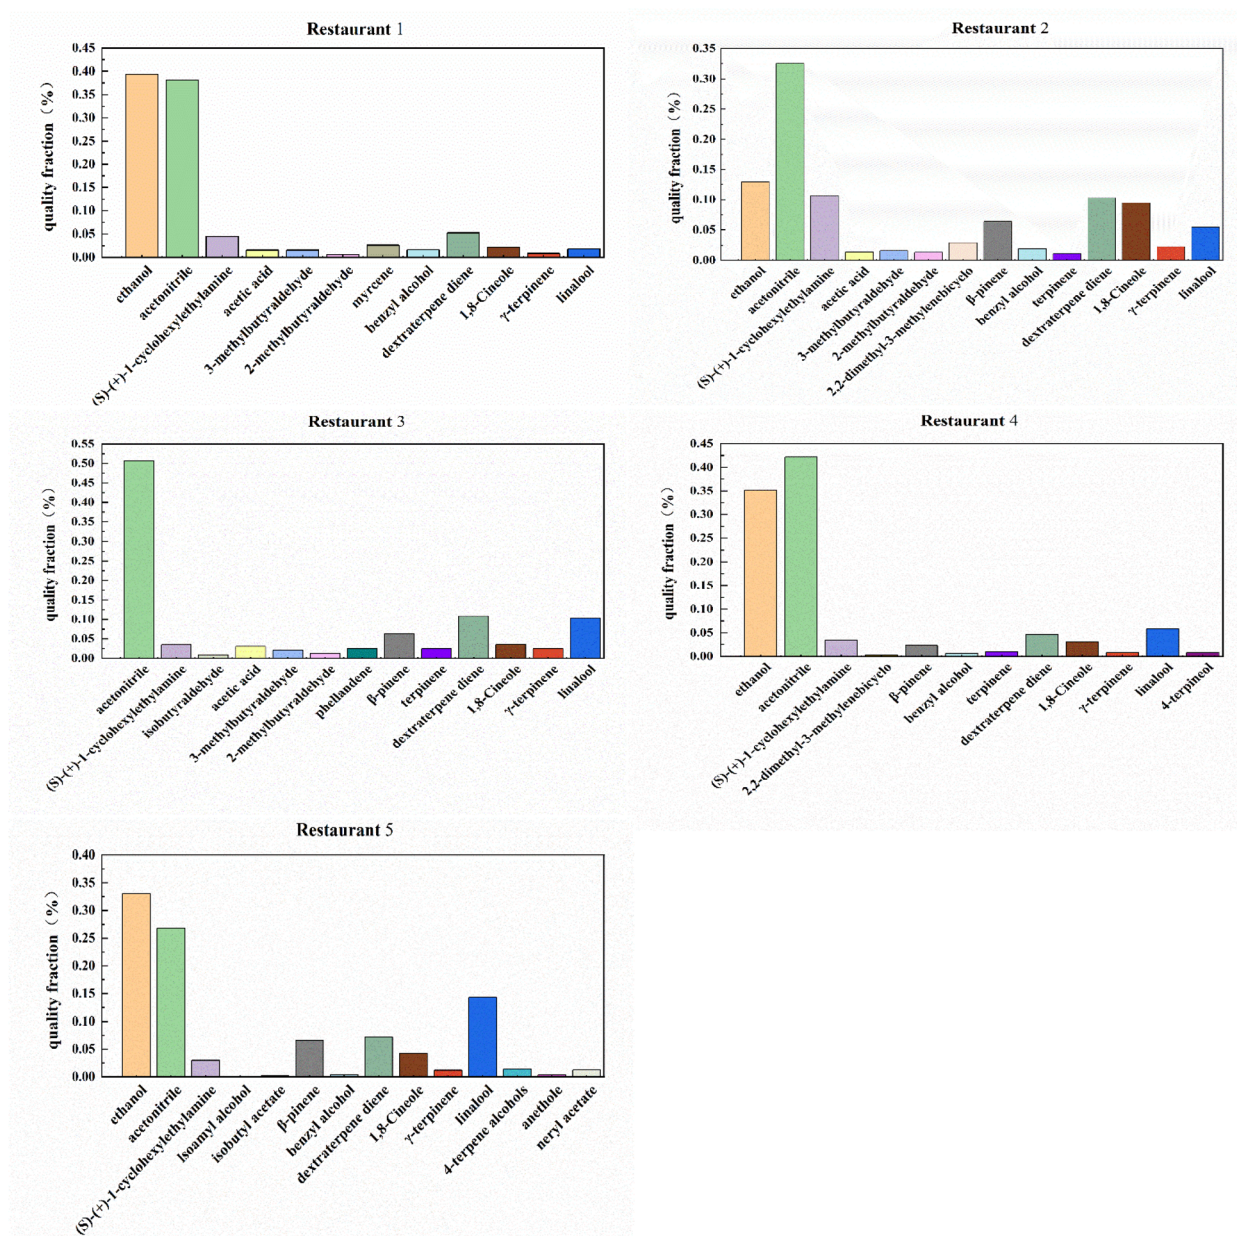 Restaurant 1
quality fraction (%)
0.45
0.40
0.35
0.30
0.25
0.20
0.15
0.10
0.05
0.00
ethanol
acetonitrile
(S)-(+)-1-cyclohexylethylamine
acetic acid
3-methylbutyraldehyde
2-methylbutyraldehyde
myrcene
benzyl alcohol
dextraterpene diene
1,8-Cineole
γ-terpinene
linalool
Restaurant 2
quality fraction (%)
0.35
0.30
0.25
0.20
0.15
0.10
0.05
0.00
ethanol
acetonitrile
(S)-(+)-1-cyclohexylethylamine
acetic acid
3-methylbutyraldehyde
2-methylbutyraldehyde
2,2-dimethyl-3-methylenebicyclo
β-pinene
benzyl alcohol
terpinene
dextraterpene diene
1,8-Cineole
γ-terpinene
linalool
Restaurant 3
quality fraction (%)
0.55
0.50
0.45
0.40
0.35
0.30
0.25
0.20
0.15
0.10
0.05
0.00
acetonitrile
(S)-(+)-1-cyclohexylethylamine
isobutyraldehyde
acetic acid
3-methylbutyraldehyde
2-methylbutyraldehyde
phellandene
β-pinene
terpinene
dextraterpene diene
1,8-Cineole
γ-terpinene
linalool
Restaurant 4
quality fraction (%)
0.45
0.40
0.35
0.30
0.25
0.20
0.15
0.10
0.05
0.00
ethanol
acetonitrile
(S)-(+)-1-cyclohexylethylamine
2,2-dimethyl-3-methylenebicyclo
β-pinene
benzyl alcohol
terpinene
dextraterpene diene
1,8-Cineole
γ-terpinene
linalool
4-terpineol
Restaurant 5
quality fraction (%)
0.40
0.35
0.30
0.25
0.20
0.15
0.10
0.05
0.00
ethanol
acetonitrile
(S)-(+)-1-cyclohexylethylamine
Isoamyl alcohol
isobutyl acetate
β-pinene
benzyl alcohol
dextraterpene diene
1,8-Cineole
γ-terpinene
linalool
4-terpene alcohols
anethole
neryl acetate